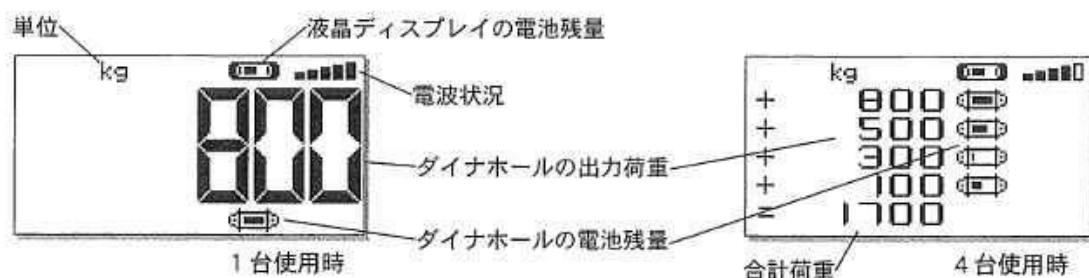 単位
液晶ディスプレイの電池残量
kg
電波状況
800
ダイナホールの出力荷重
ダイナホールの電池残量
1台使用時
kg
+ 800
+ 500
+ 300
+ 100
= 1700
合計荷重
4台使用時